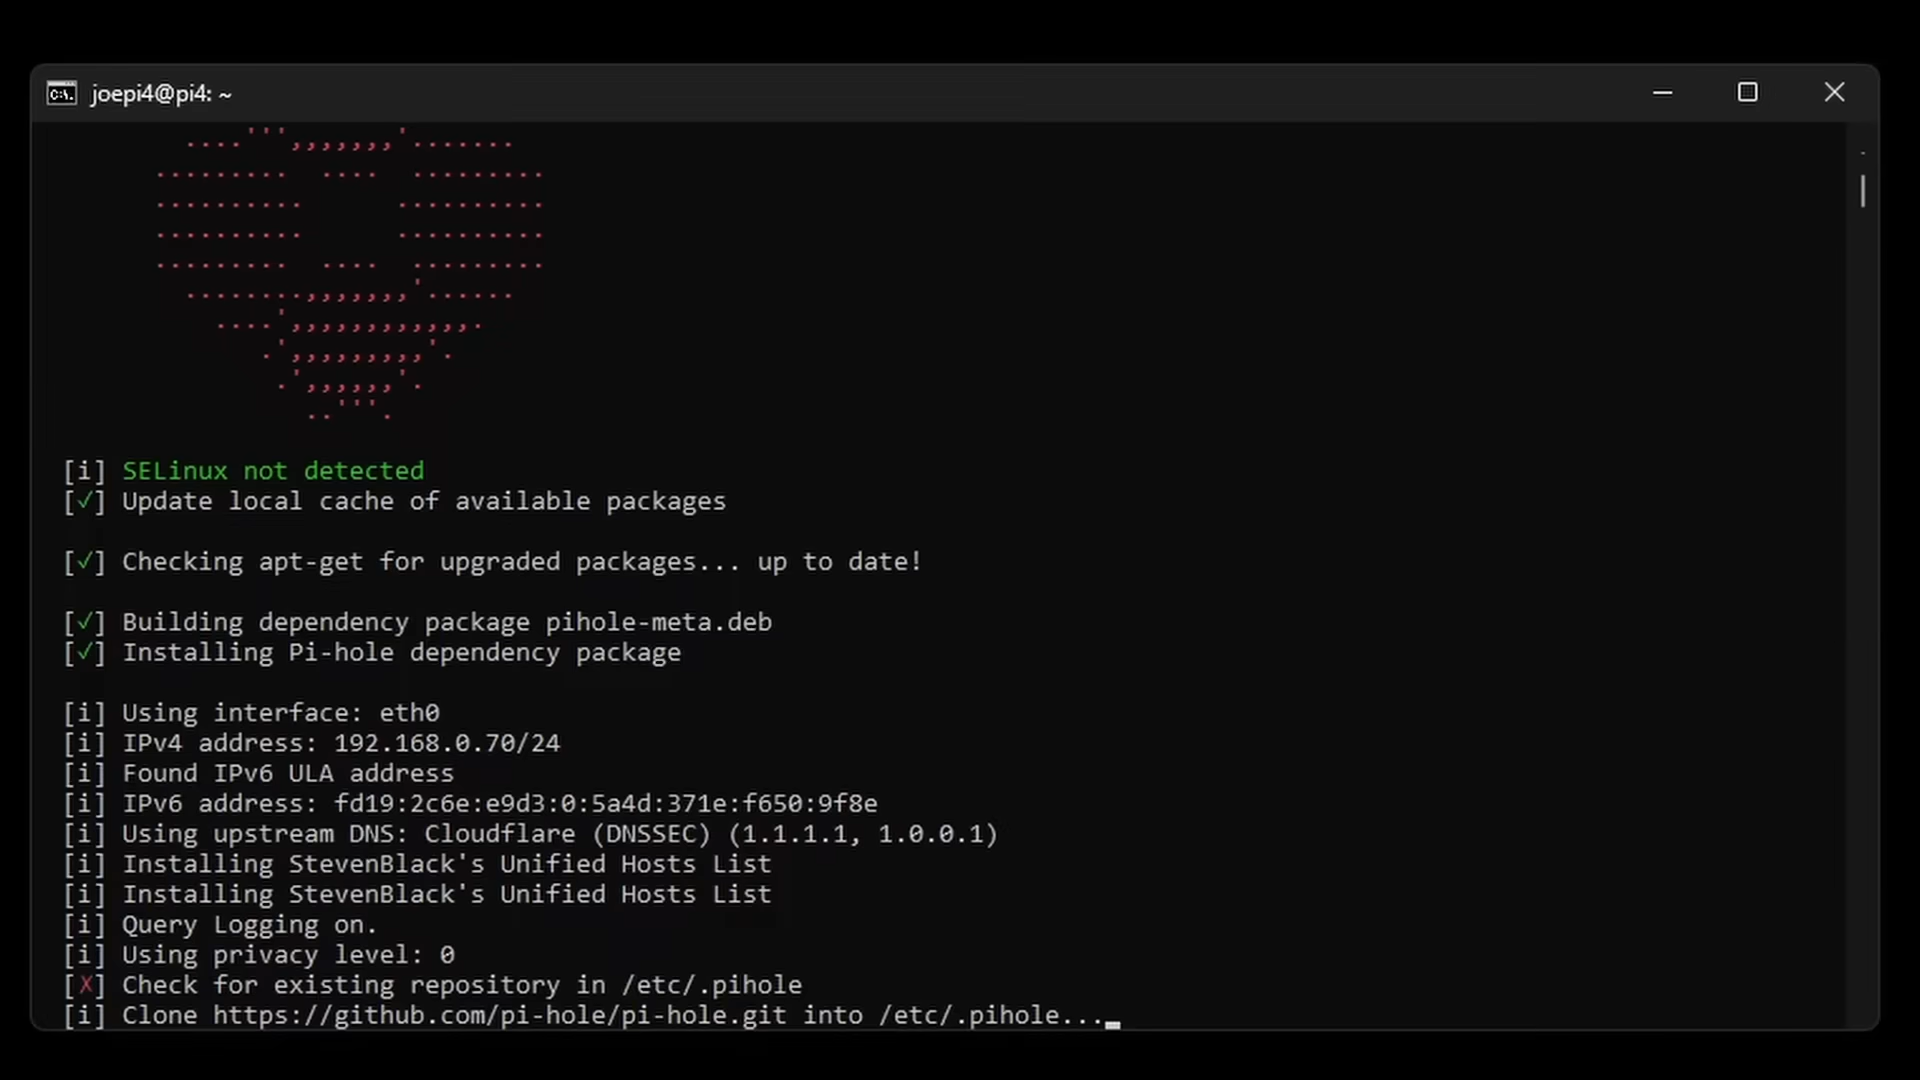 joepi4@pi4: ~
....''',,,,,,,'.......
.........  ....  .........
..........      ..........
..........      ..........
.........  ....  .........
........,,,,,,,'......
....',,,,,,,,,,,,.
.',,,,,,,,,'.
.',,,,,,'.
..'''.
[i] SELinux not detected
[✓] Update local cache of available packages
[✓] Checking apt-get for upgraded packages... up to date!
[✓] Building dependency package pihole-meta.deb
[✓] Installing Pi-hole dependency package
[i] Using interface: eth0
[i] IPv4 address: 192.168.0.70/24
[i] Found IPv6 ULA address
[i] IPv6 address: fd19:2c6e:e9d3:0:5a4d:371e:f650:9f8e
[i] Using upstream DNS: Cloudflare (DNSSEC) (1.1.1.1, 1.0.0.1)
[i] Installing StevenBlack's Unified Hosts List
[i] Installing StevenBlack's Unified Hosts List
[i] Query Logging on.
[i] Using privacy level: 0
[✗] Check for existing repository in /etc/.pihole
[i] Clone https://github.com/pi-hole/pi-hole.git into /etc/.pihole...